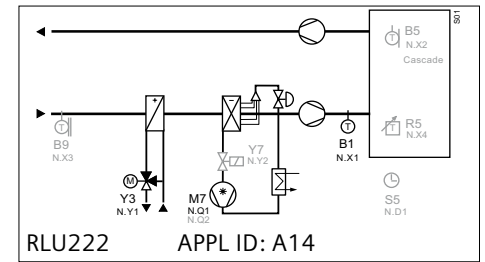 S01
T
B5
N.X2
Cascade
+
−
T
B9
N.X3
Y7
N.Y2
T
B1
N.X1
T
R5
N.X4
M
Y3
N.Y1
M7
N.Q1
N.Q2
S5
N.D1
RLU222 APPL ID: A14